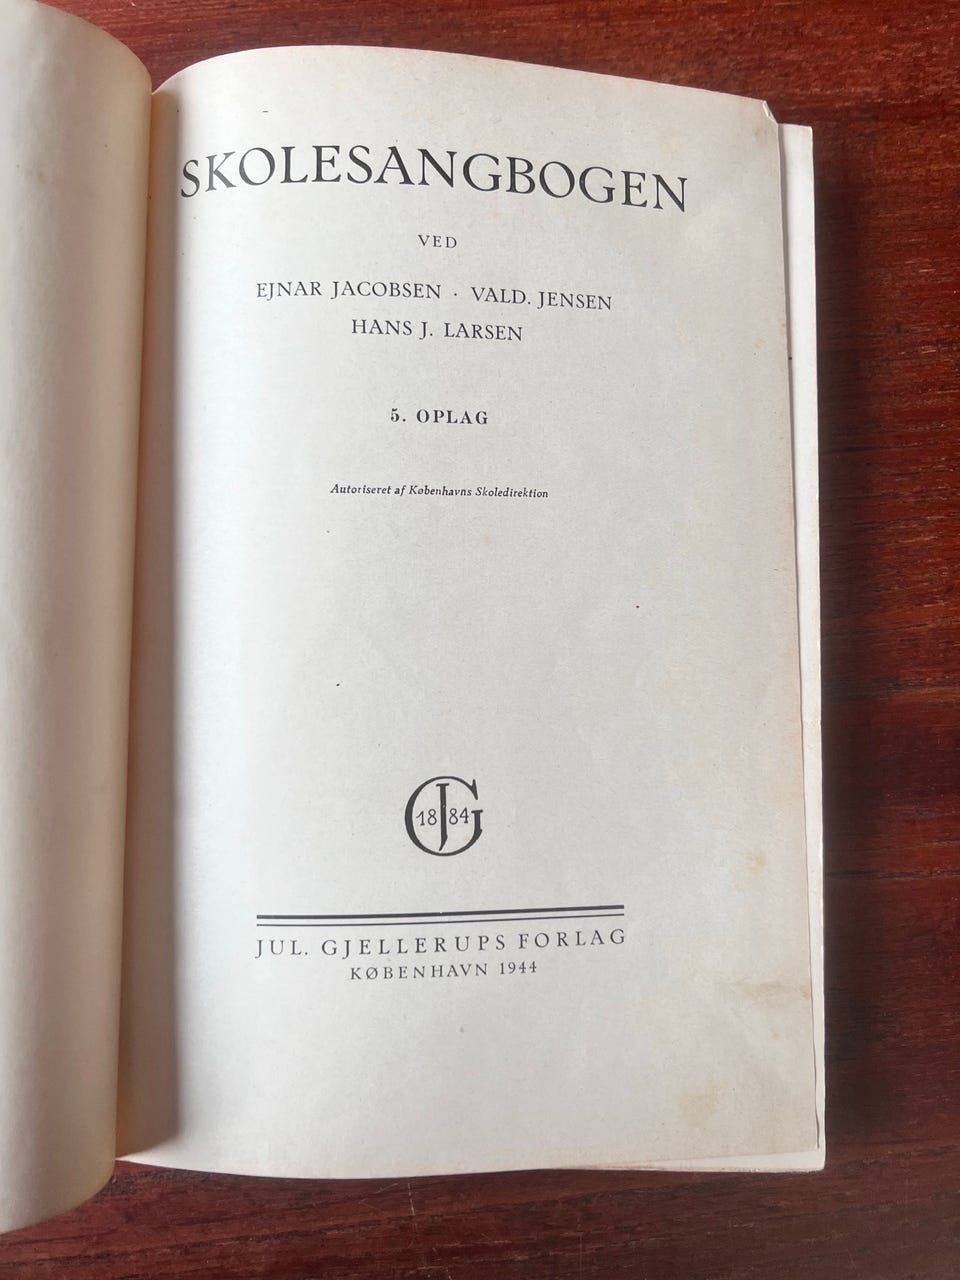 SKOLESANGBOGEN
VED
EJNAR JACOBSEN · VALD. JENSEN
HANS J. LARSEN
5. OPLAG
Autoriseret af Københavns Skoledirektion
18 JG 84
JUL. GJELLERUPS FORLAG
KØBENHAVN 1944